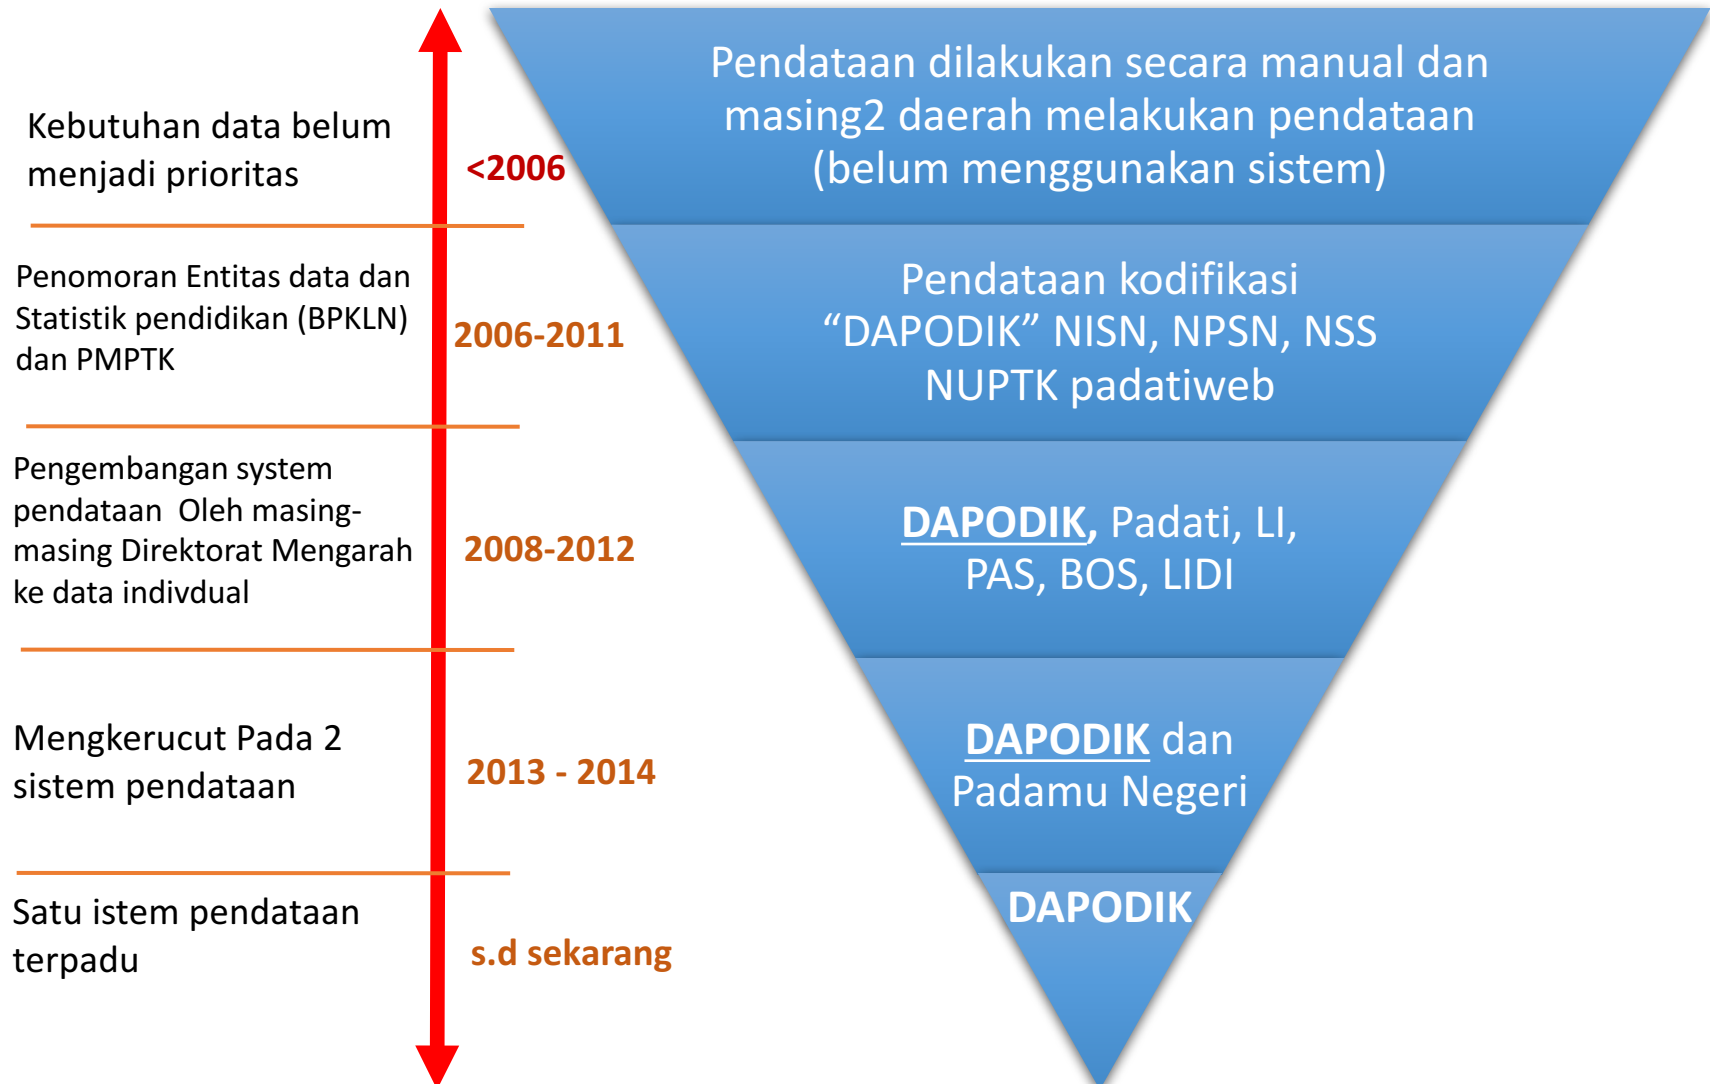 Kebutuhan data belum
menjadi prioritas
<2006
Pendataan dilakukan secara manual dan
masing2 daerah melakukan pendataan
(belum menggunakan sistem)
Penomoran Entitas data dan
Statistik pendidikan (BPKLN)
dan PMPTK
2006-2011
Pendataan kodifikasi
“DAPODIK” NISN, NPSN, NSS
NUPTK padatiweb
Pengembangan system
pendataan Oleh masing-
masing Direktorat Mengarah
ke data indivdual
2008-2012
DAPODIK, Padati, LI,
PAS, BOS, LIDI
Mengkerucut Pada 2
sistem pendataan
2013 - 2014
DAPODIK dan
Padamu Negeri
Satu istem pendataan
terpadu
s.d sekarang
DAPODIK